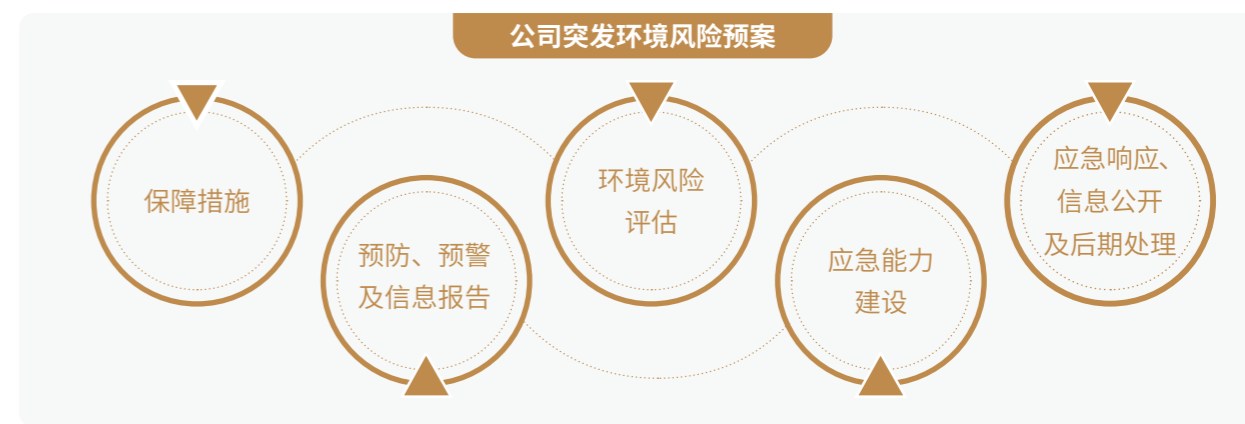 公司突发环境风险预案
保障措施
预防、预警
及信息报告
环境风险
评估
应急能力
建设
应急响应、
信息公开
及后期处理